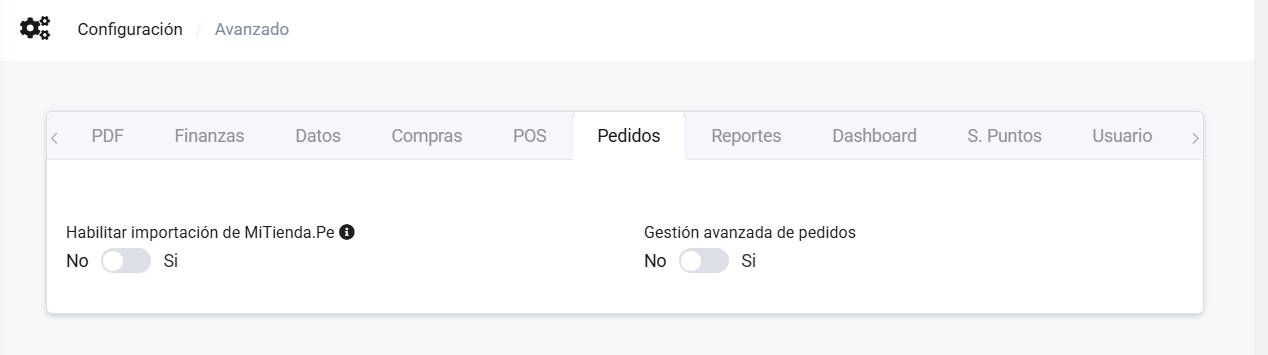 Configuración / Avanzado
PDF Finanzas Datos Compras POS Pedidos Reportes Dashboard S. Puntos Usuario
Habilitar importación de MiTienda.Pe
No Si
Gestión avanzada de pedidos
No Si